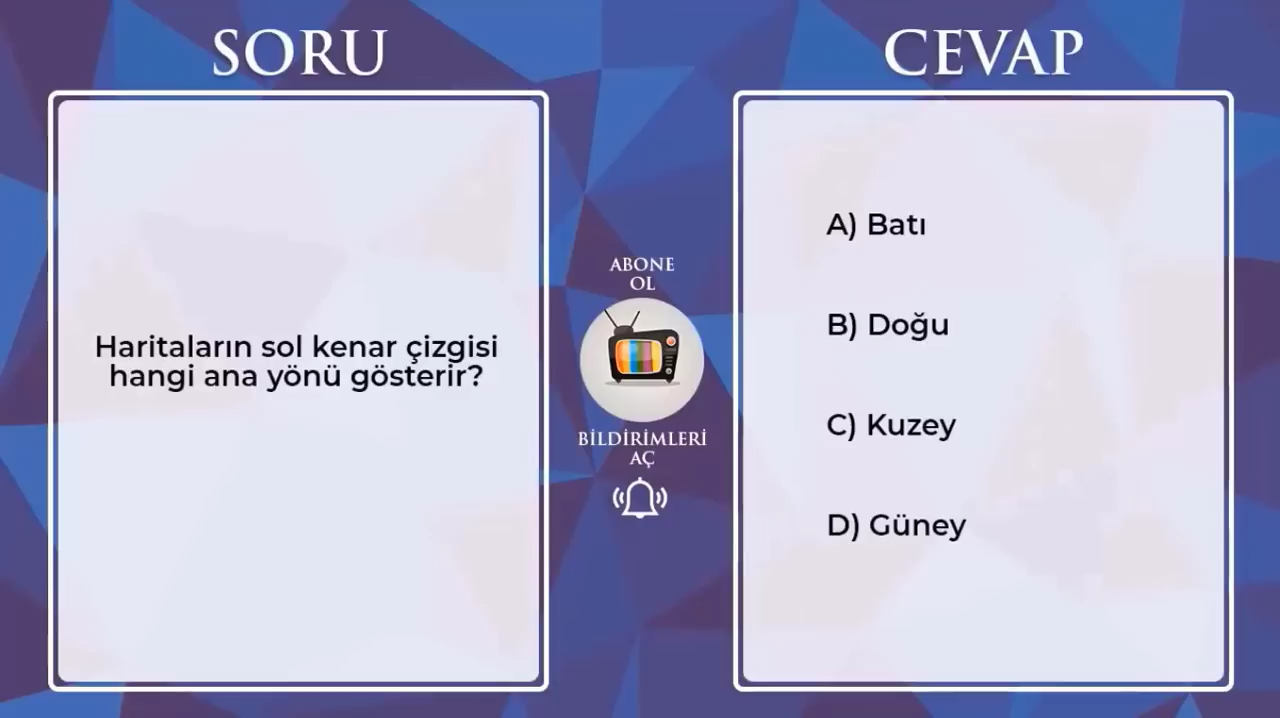 SORU
Haritaların sol kenar çizgisi
hangi ana yönü gösterir?
ABONE
OL
BİLDİRİMLERİ
AÇ
CEVAP
A) Batı
B) Doğu
C) Kuzey
D) Güney